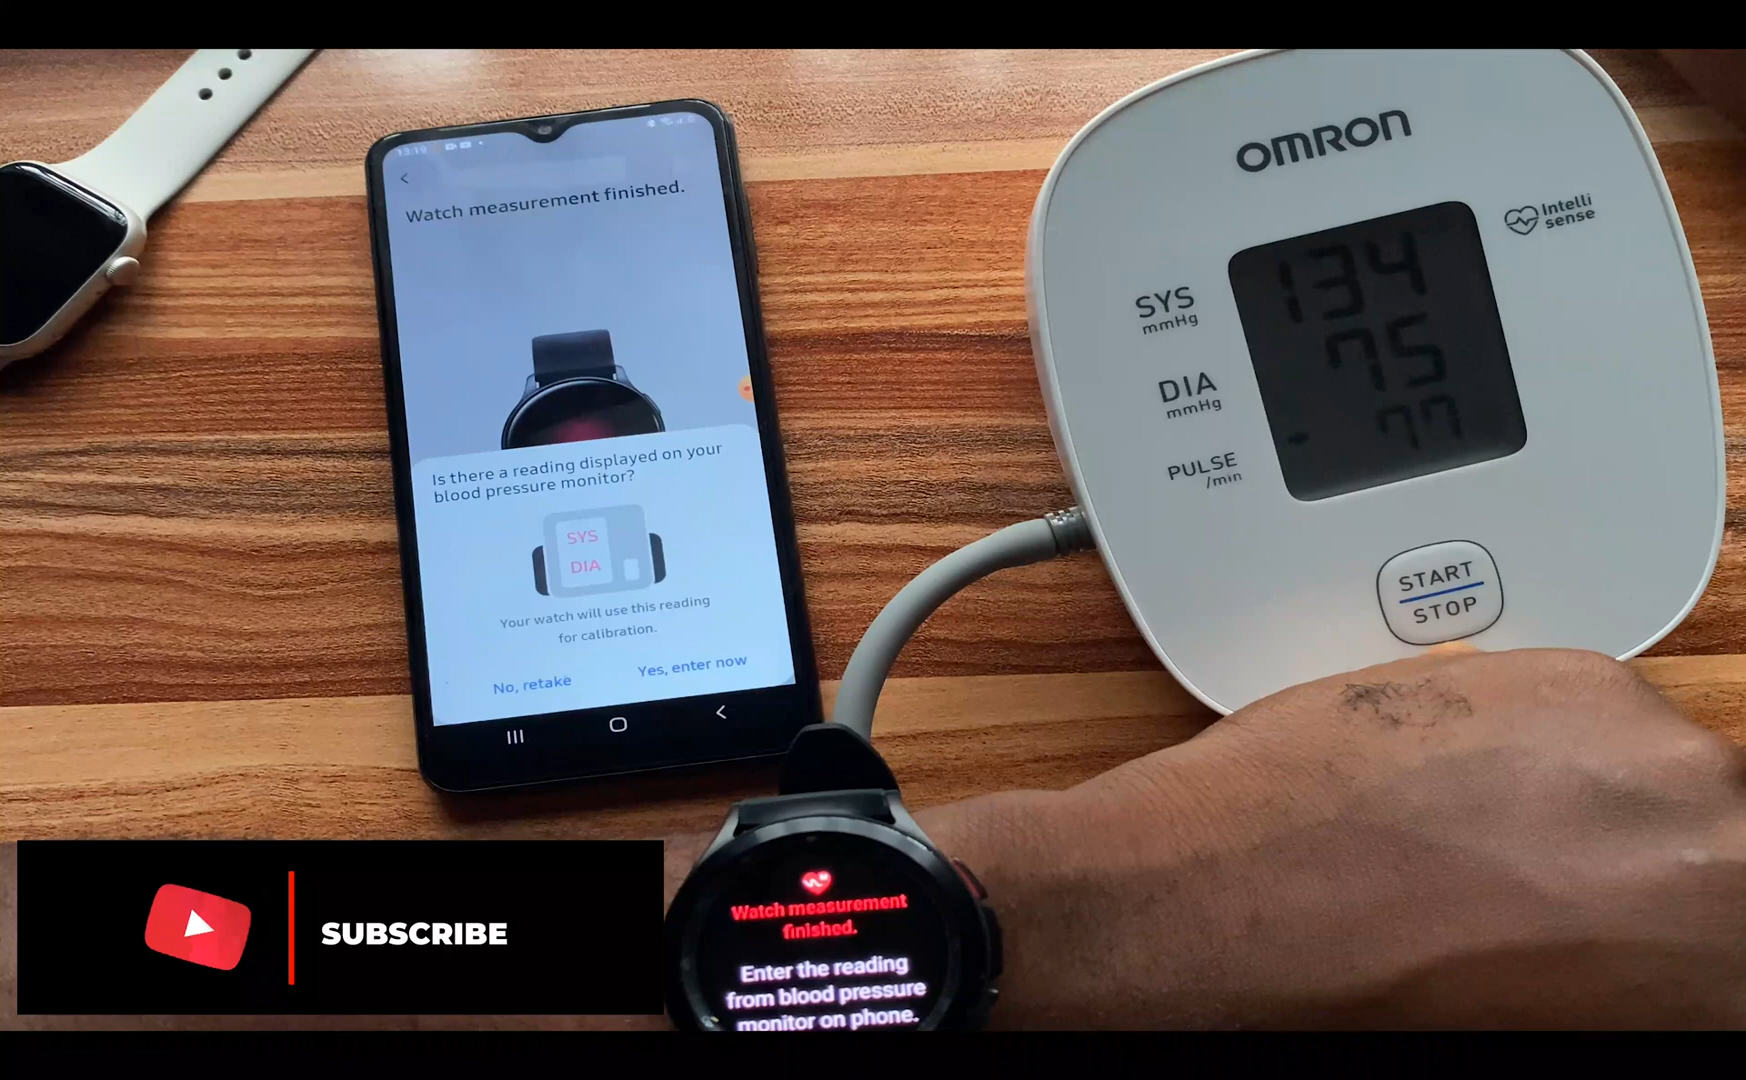 13:19
Watch measurement finished.
Is there a reading displayed on your
blood pressure monitor?
SYS
DIA
Your watch will use this reading
for calibration.
No, retake
Yes, enter now
OMRON
Intelli
sense
SYS
mmHg
134
DIA
mmHg
75
PULSE
/min
77
START
STOP
SUBSCRIBE
Watch measurement
finished.
Enter the reading
from blood pressure
monitor on phone.